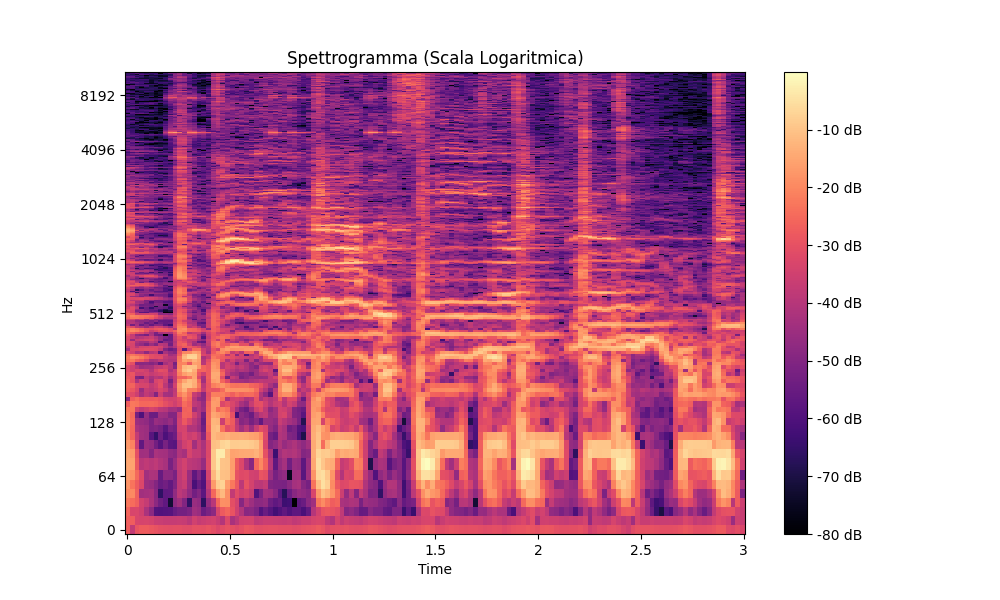 Spettrogramma (Scala Logaritmica)
Hz
8192
4096
2048
1024
512
256
128
64
0
0 0.5 1 1.5 2 2.5 3
Time
-10 dB
-20 dB
-30 dB
-40 dB
-50 dB
-60 dB
-70 dB
-80 dB